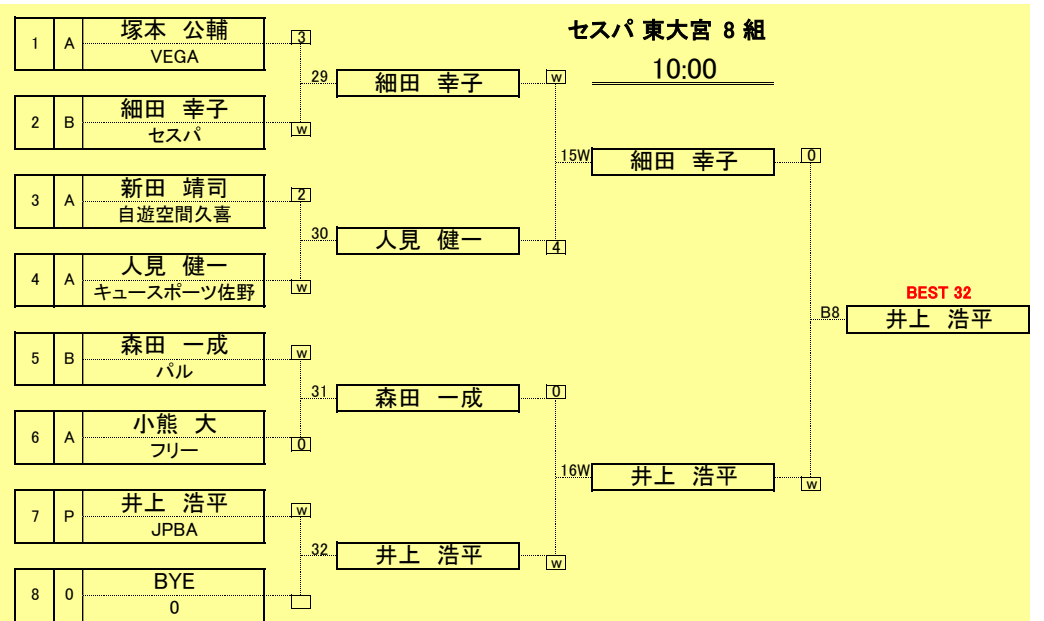 セスパ 東大宮 8 組
10:00
1 A 塚本 公輔 3
VEGA
29 細田 幸子 w
2 B 細田 幸子 w
セスパ
15W 細田 幸子 0
3 A 新田 靖司 2
自遊空間久喜
30 人見 健一 4
4 A 人見 健一 w
キュースポーツ佐野
BEST 32
B8 井上 浩平
5 B 森田 一成 w
パル
31 森田 一成 0
6 A 小熊 大 0
フリー
16W 井上 浩平 w
7 P 井上 浩平 w
JPBA
32 井上 浩平 w
8 0 BYE
0